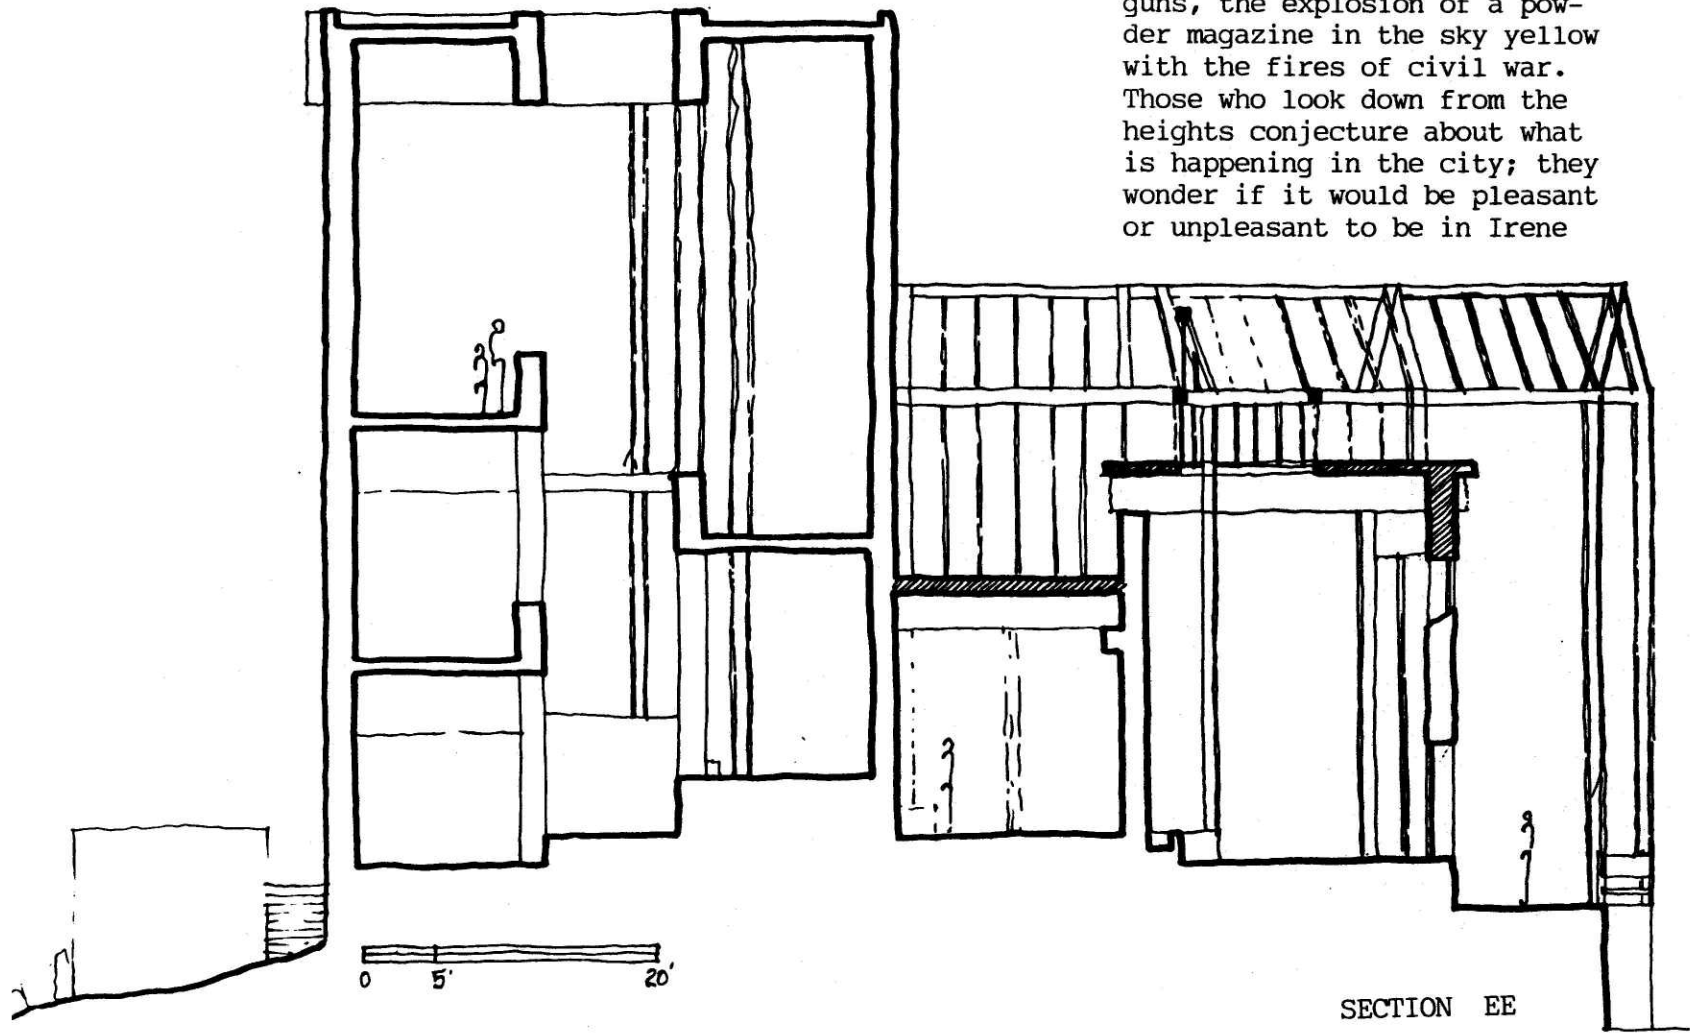 guns, the explosion of a pow-
der magazine in the sky yellow
with the fires of civil war.
Those who look down from the
heights conjecture about what
is happening in the city; they
wonder if it would be pleasant
or unpleasant to be in Irene
0 5' 20'
SECTION EE